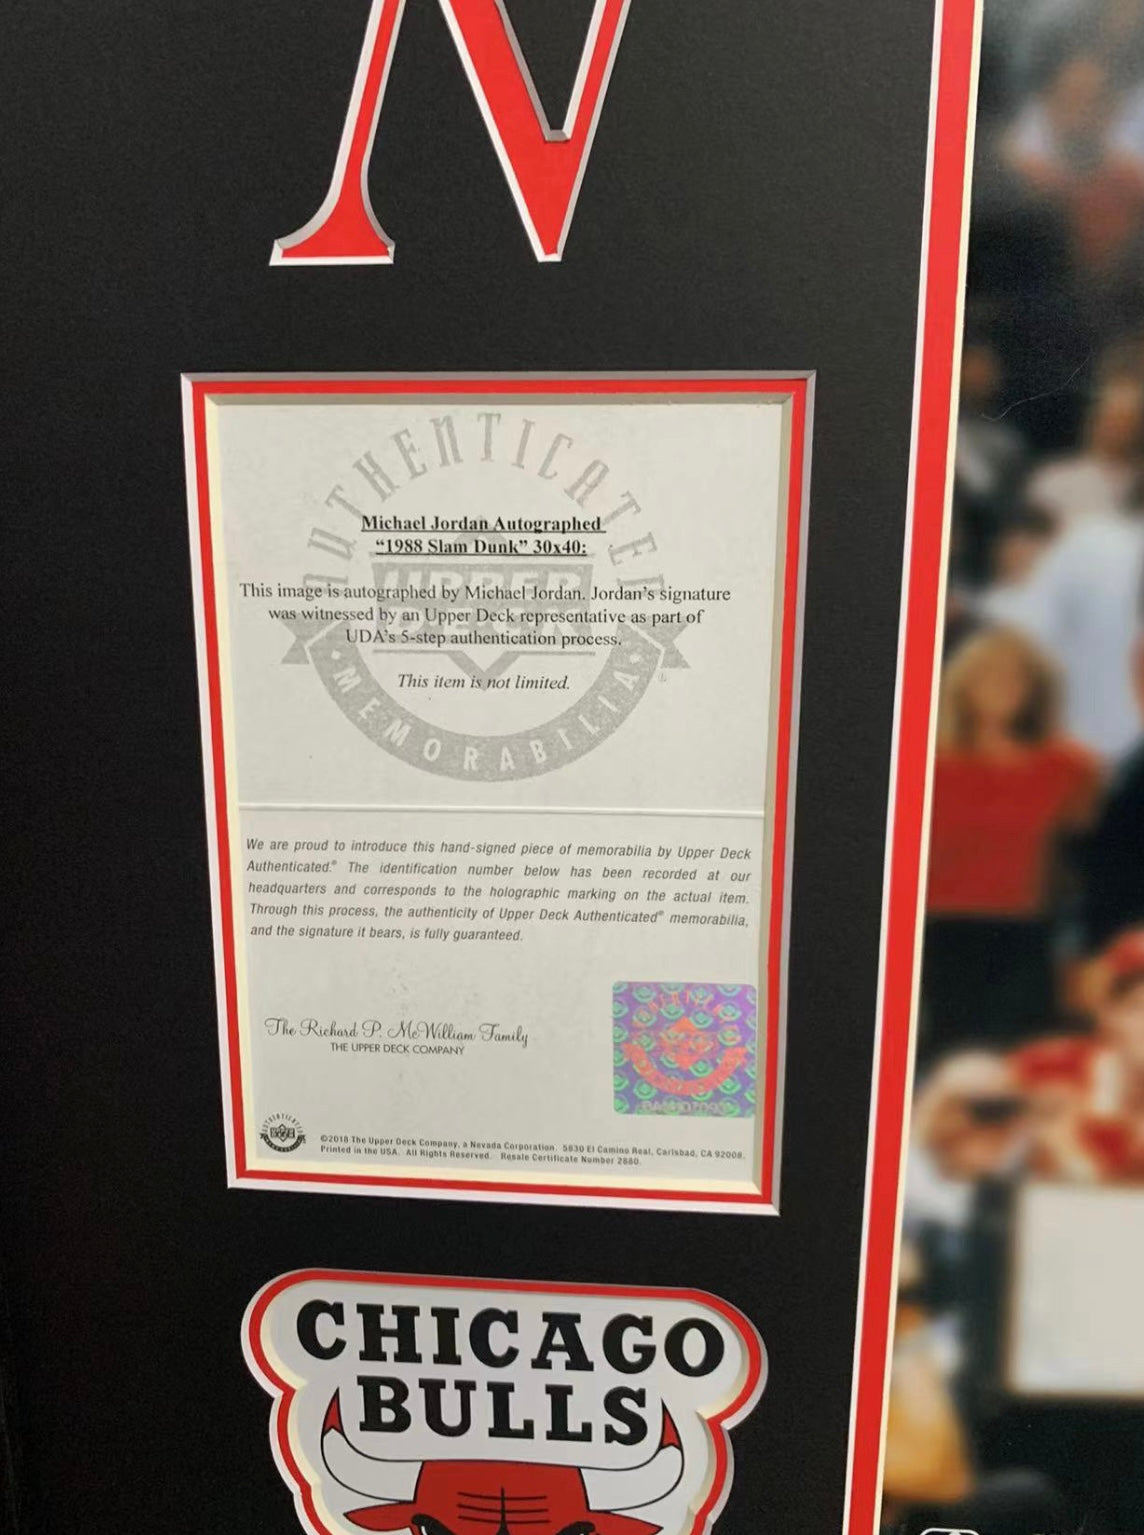 N
AUTHENTICATED
UPPER
DECK
MEMORABILIA
Michael Jordan Autographed
“1988 Slam Dunk” 30x40:
This image is autographed by Michael Jordan. Jordan’s signature
was witnessed by an Upper Deck representative as part of
UDA’s 5-step authentication process.
This item is not limited.
We are proud to introduce this hand-signed piece of memorabilia by Upper Deck
Authenticated.® The identification number below has been recorded at our
headquarters and corresponds to the holographic marking on the actual item.
Through this process, the authenticity of Upper Deck Authenticated® memorabilia,
and the signature it bears, is fully guaranteed.
The Richard P. McWilliam Family
THE UPPER DECK COMPANY
©2018 The Upper Deck Company, a Nevada Corporation. 5830 El Camino Real, Carlsbad, CA 92008.
Printed in the USA. All Rights Reserved. Resale Certificate Number 2880.
CHICAGO
BULLS